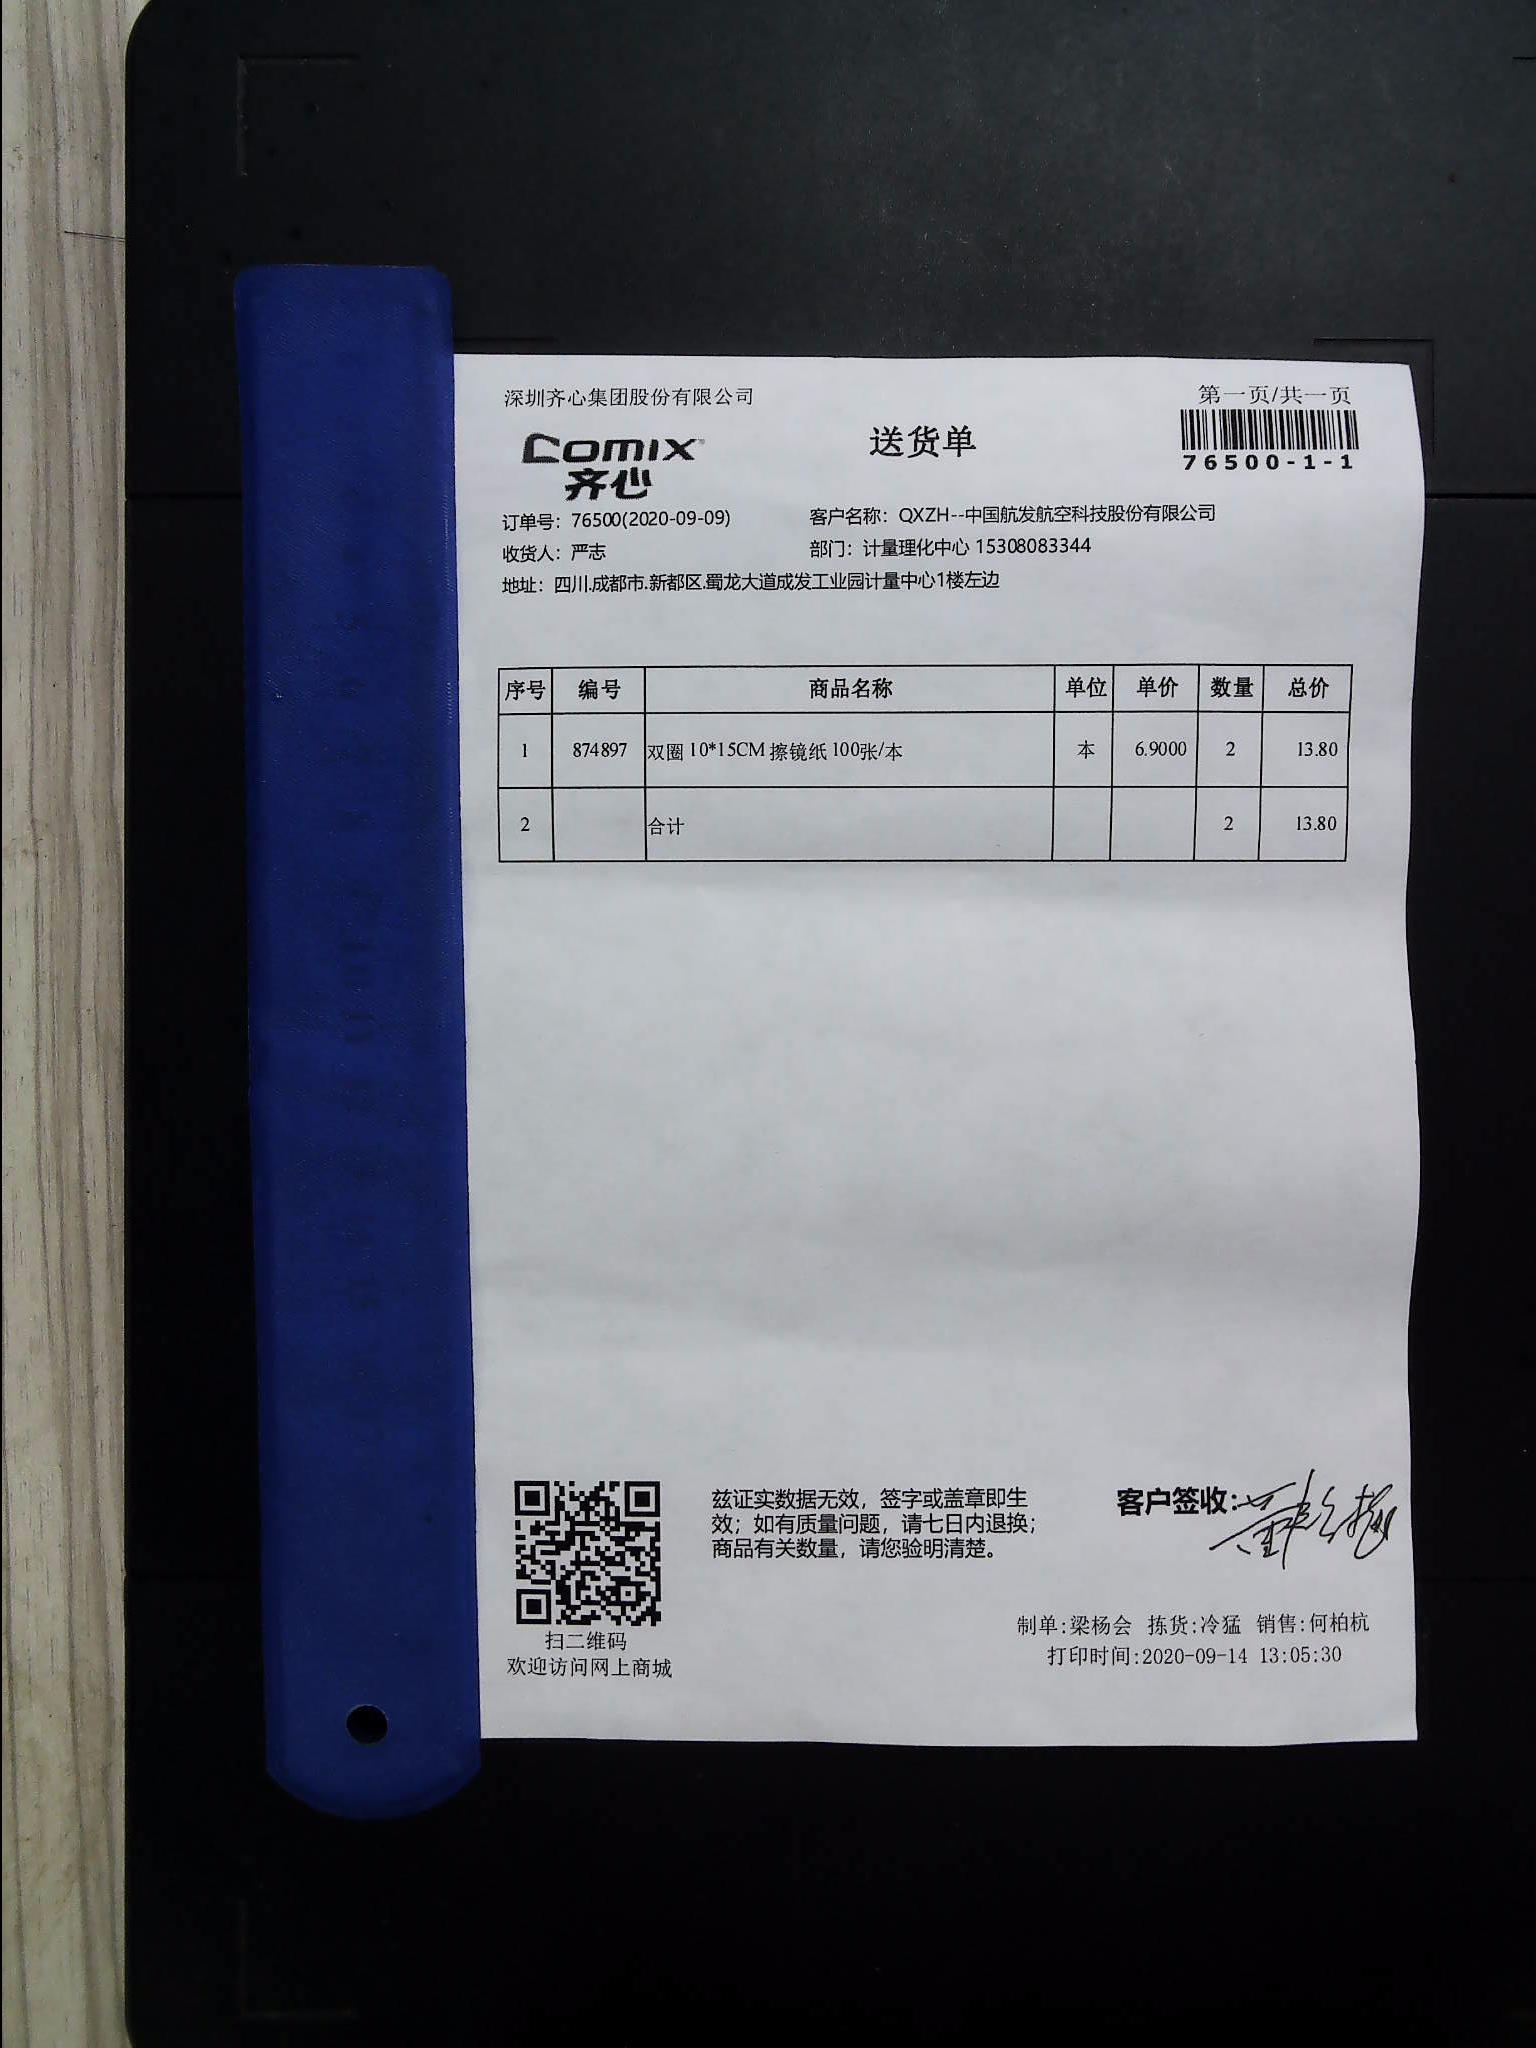 深圳齐心集团股份有限公司
第一页/共一页
comix
齐心
送货单
76500-1-1
订单号：76500(2020-09-09)
客户名称：QXZH--中国航发航空科技股份有限公司
收货人：严志
部门：计量理化中心 15308083344
地址：四川.成都市.新都区.蜀龙大道成发工业园计量中心1楼左边
序号 编号 商品名称 单位 单价 数量 总价
1 874897 双圈 10*15CM 擦镜纸 100张/本 本 6.9000 2 13.80
2 合计 2 13.80
兹证实数据无效，签字或盖章即生
效；如有质量问题，请七日内退换；
商品有关数量，请您验明清楚。
客户签收：
扫二维码
欢迎访问网上商城
制单:梁杨会 拣货:冷猛 销售:何柏杭
打印时间:2020-09-14 13:05:30